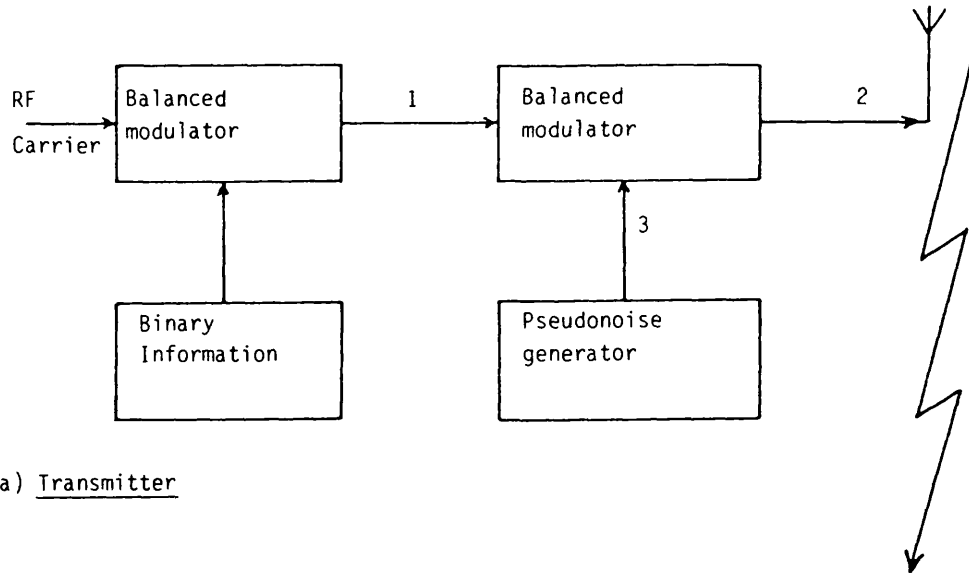 RF
Carrier
Balanced
modulator
1
Balanced
modulator
2
3
Binary
Information
Pseudonoise
generator
a) Transmitter